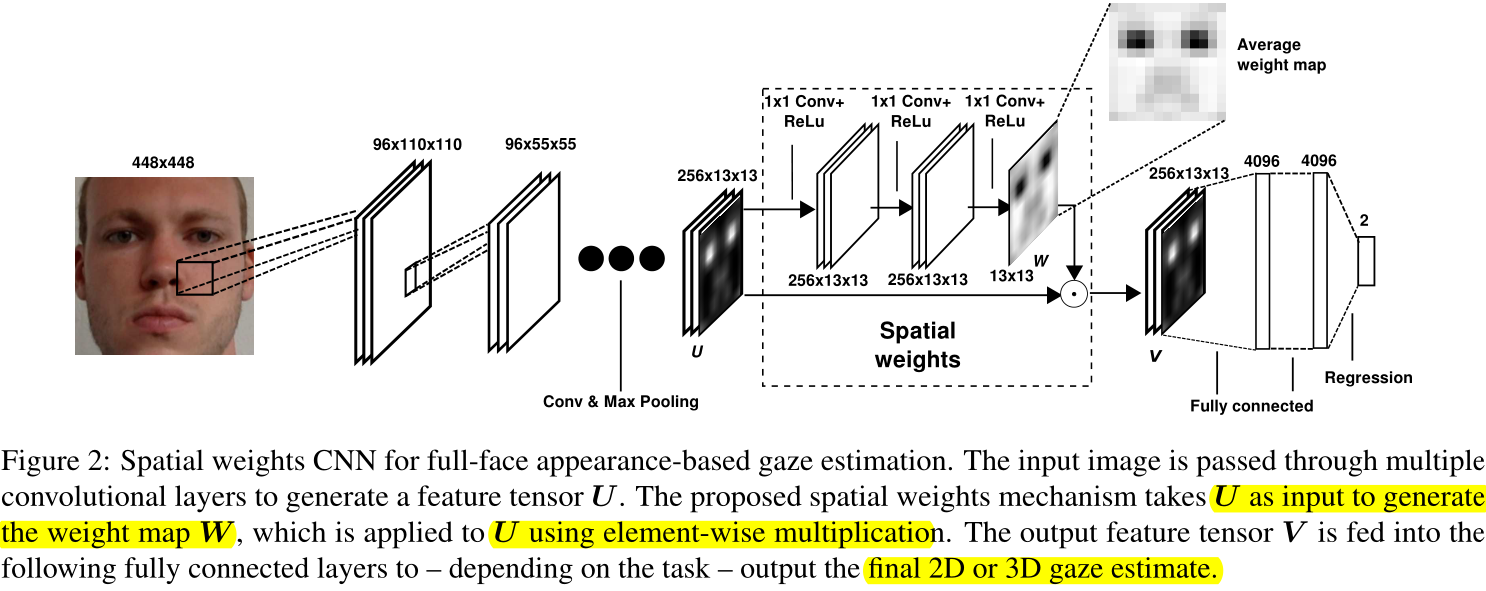 Average
weight map
1x1 Conv+
ReLu
1x1 Conv+
ReLu
1x1 Conv+
ReLu
448x448
96x110x110
96x55x55
256x13x13
256x13x13
256x13x13
13x13
W
U
Spatial
weights
Conv & Max Pooling
256x13x13
4096
4096
2
V
Regression
Fully connected
Figure 2: Spatial weights CNN for full-face appearance-based gaze estimation. The input image is passed through multiple
convolutional layers to generate a feature tensor U. The proposed spatial weights mechanism takes U as input to generate
the weight map W, which is applied to U using element-wise multiplication. The output feature tensor V is fed into the
following fully connected layers to – depending on the task – output the final 2D or 3D gaze estimate.